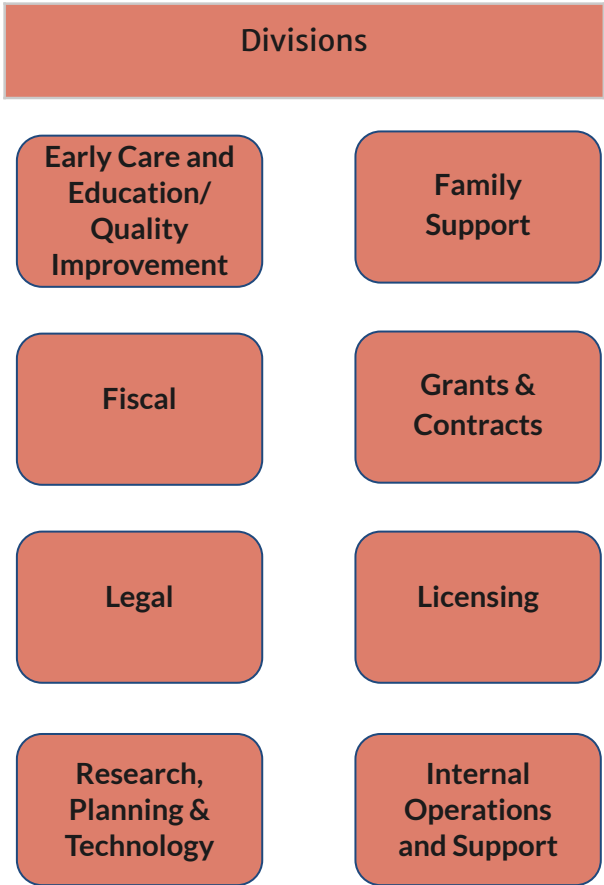 Divisions
Early Care and
Education/
Quality
Improvement
Family
Support
Fiscal
Grants &
Contracts
Legal
Licensing
Research,
Planning &
Technology
Internal
Operations
and Support